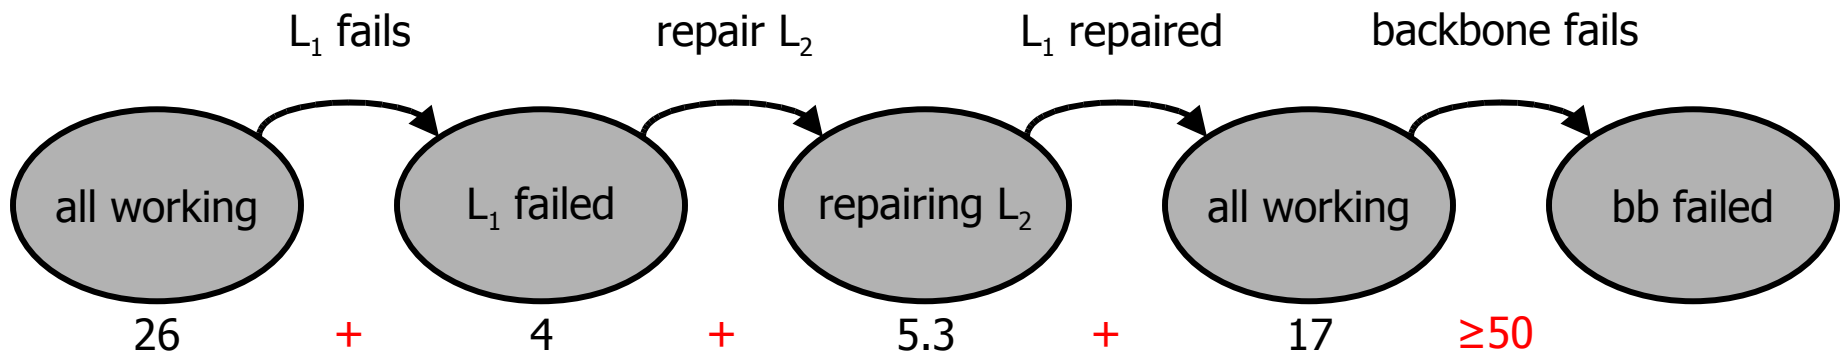 L₁ fails repair L₂ L₁ repaired backbone fails
all working L₁ failed repairing L₂ all working bb failed
26 + 4 + 5.3 + 17 ≥50